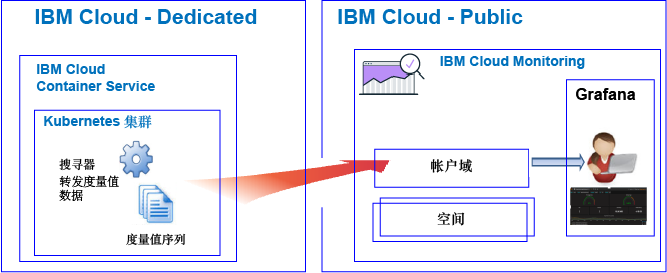 IBM Cloud - Dedicated
IBM Cloud
Container Service
Kubernetes 集群
搜寻器
转发度量值
数据
度量值序列
IBM Cloud - Public
IBM Cloud Monitoring
Grafana
帐户域
空间